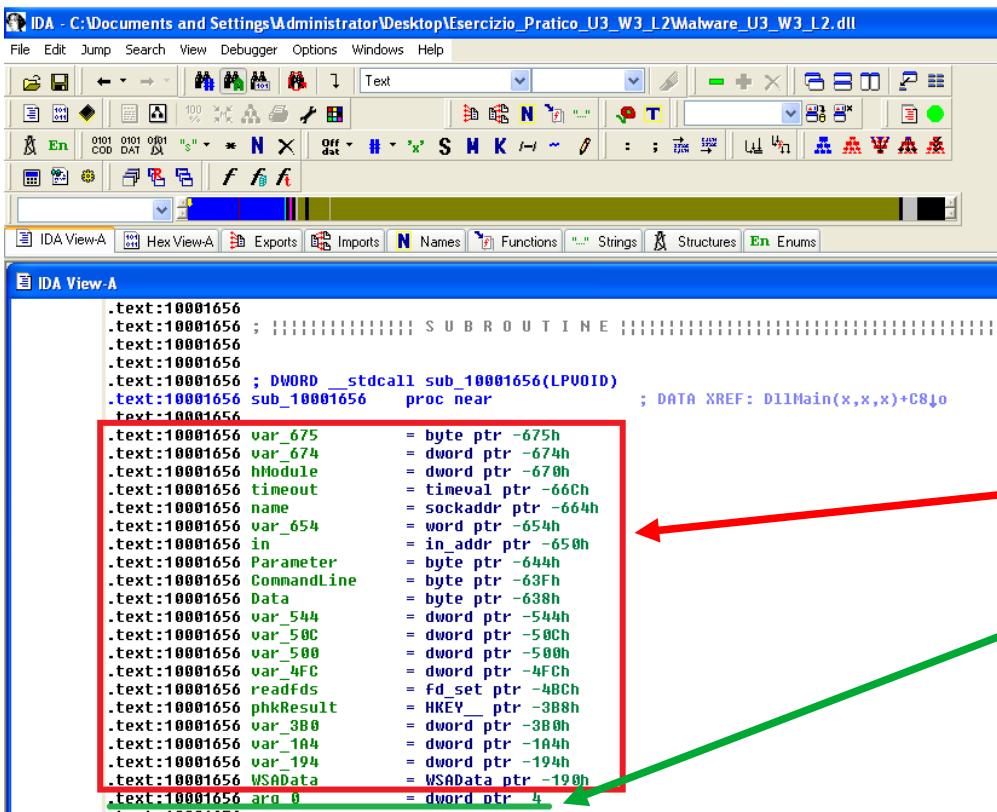 IDA - C:\Documents and Settings\Administrator\Desktop\Esercizio_Pratico_U3_W3_L2\Malware_U3_W3_L2.dll
File Edit Jump Search View Debugger Options Windows Help
Text
En
S M K
IDA View-A Hex View-A Exports Imports N Names Functions "..." Strings Structures En Enums
IDA View-A
.text:10001656
.text:10001656 ; ¦¦¦¦¦¦¦¦¦¦¦¦¦¦¦ S U B R O U T I N E ¦¦¦¦¦¦¦¦¦¦¦¦¦¦¦¦¦¦¦¦¦¦¦¦¦¦¦¦¦¦¦¦¦¦¦¦¦¦¦
.text:10001656
.text:10001656
.text:10001656 ; DWORD __stdcall sub_10001656(LPVOID)
.text:10001656 sub_10001656 proc near ; DATA XREF: DllMain(x,x,x)+C8↓o
.text:10001656
.text:10001656 var_675 = byte ptr -675h
.text:10001656 var_674 = dword ptr -674h
.text:10001656 hModule = dword ptr -670h
.text:10001656 timeout = timeval ptr -66Ch
.text:10001656 name = sockaddr ptr -664h
.text:10001656 var_654 = word ptr -654h
.text:10001656 in = in_addr ptr -650h
.text:10001656 Parameter = byte ptr -644h
.text:10001656 CommandLine = byte ptr -63Fh
.text:10001656 Data = byte ptr -638h
.text:10001656 var_544 = dword ptr -544h
.text:10001656 var_50C = dword ptr -50Ch
.text:10001656 var_500 = dword ptr -500h
.text:10001656 var_4FC = dword ptr -4FCh
.text:10001656 readfds = fd_set ptr -4BCh
.text:10001656 phkResult = HKEY__ ptr -3B8h
.text:10001656 var_3B0 = dword ptr -3B0h
.text:10001656 var_1A4 = dword ptr -1A4h
.text:10001656 var_194 = dword ptr -194h
.text:10001656 WSAData = WSAData ptr -190h
.text:10001656 arg_0 = dword ptr 4